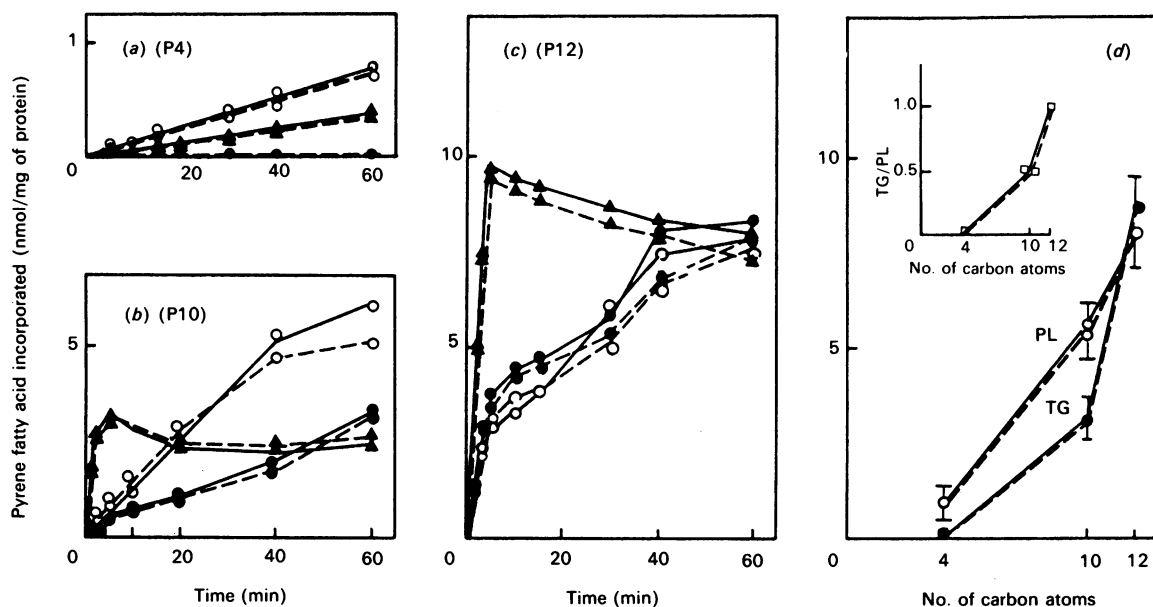 Pyrene fatty acid incorporated (nmol/mg of protein)
(a) (P4)
1
0
20
40
60
(b) (P10)
5
0
20
40
60
Time (min)
(c) (P12)
10
5
0
20
40
60
Time (min)
(d)
10
5
0
4
10
12
No. of carbon atoms
PL
TG
TG/PL
1.0
0.5
0
4
10
12
No. of carbon atoms